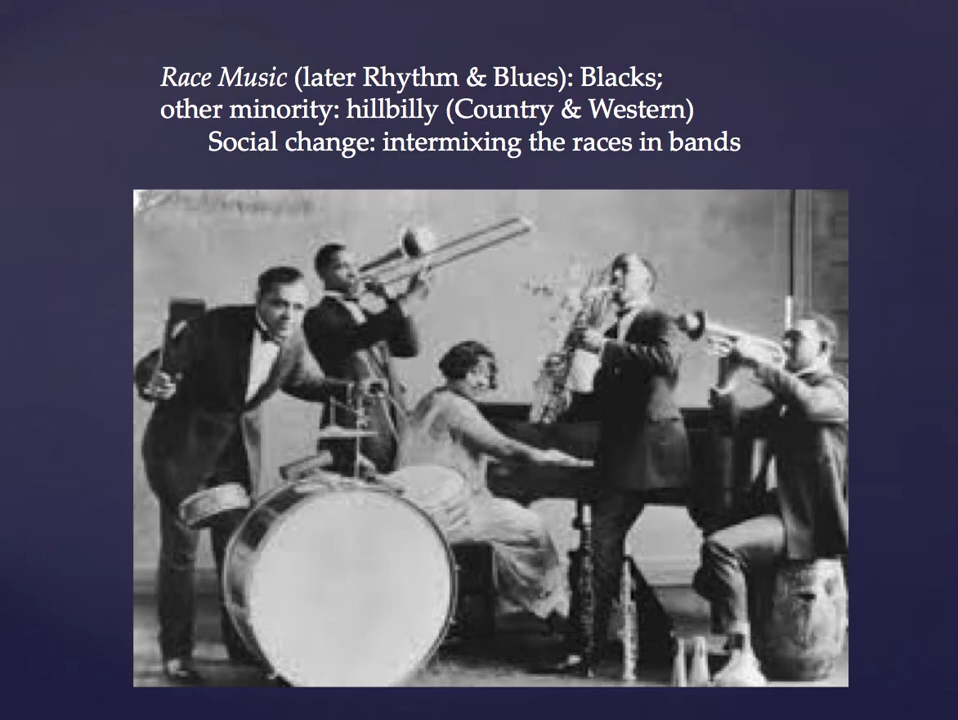 Race Music (later Rhythm & Blues): Blacks;
other minority: hillbilly (Country & Western)
Social change: intermixing the races in bands